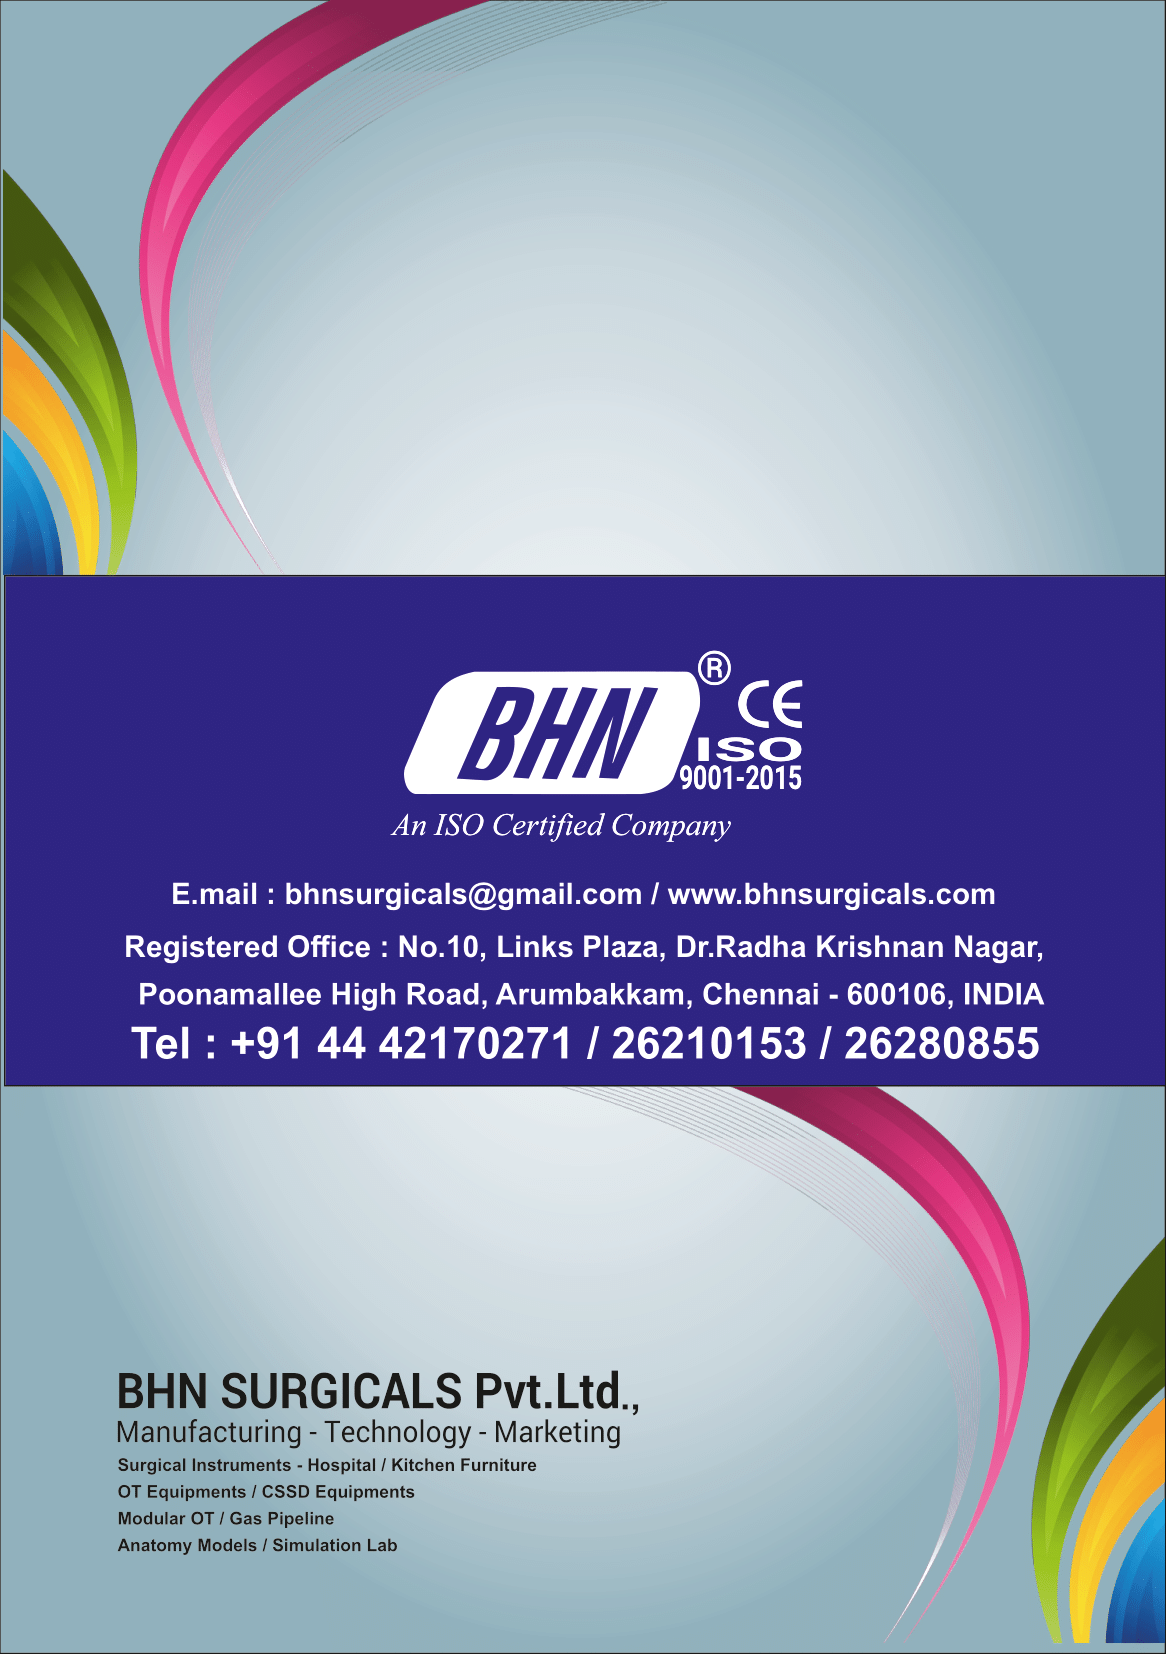 BHN ®
CE
ISO
9001-2015
An ISO Certified Company
E.mail : bhnsurgicals@gmail.com / www.bhnsurgicals.com
Registered Office : No.10, Links Plaza, Dr.Radha Krishnan Nagar,
Poonamallee High Road, Arumbakkam, Chennai - 600106, INDIA
Tel : +91 44 42170271 / 26210153 / 26280855
BHN SURGICALS Pvt.Ltd.,
Manufacturing - Technology - Marketing
Surgical Instruments - Hospital / Kitchen Furniture
OT Equipments / CSSD Equipments
Modular OT / Gas Pipeline
Anatomy Models / Simulation Lab